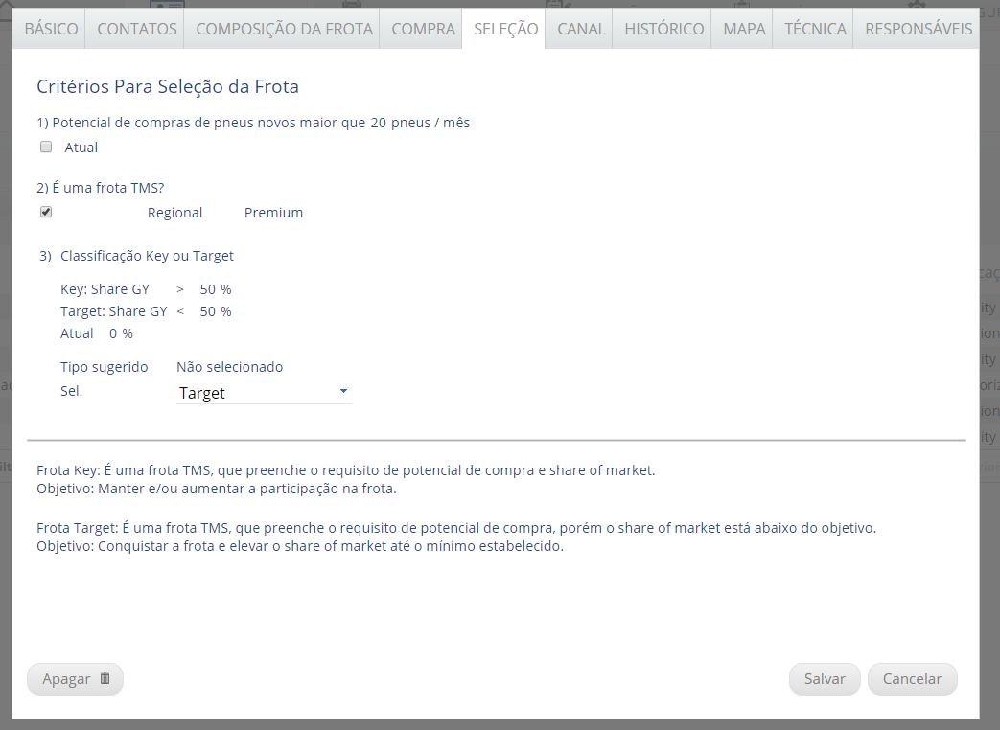 BÁSICO CONTATOS COMPOSIÇÃO DA FROTA COMPRA SELEÇÃO CANAL HISTÓRICO MAPA TÉCNICA RESPONSÁVEIS
Critérios Para Seleção da Frota
1) Potencial de compras de pneus novos maior que 20 pneus / mês
Atual
2) É uma frota TMS?
Regional Premium
3) Classificação Key ou Target
Key: Share GY > 50 %
Target: Share GY < 50 %
Atual 0 %
Tipo sugerido Não selecionado
Sel. Target
Frota Key: É uma frota TMS, que preenche o requisito de potencial de compra e share of market.
Objetivo: Manter e/ou aumentar a participação na frota.
Frota Target: É uma frota TMS, que preenche o requisito de potencial de compra, porém o share of market está abaixo do objetivo.
Objetivo: Conquistar a frota e elevar o share of market até o mínimo estabelecido.
Apagar Salvar Cancelar